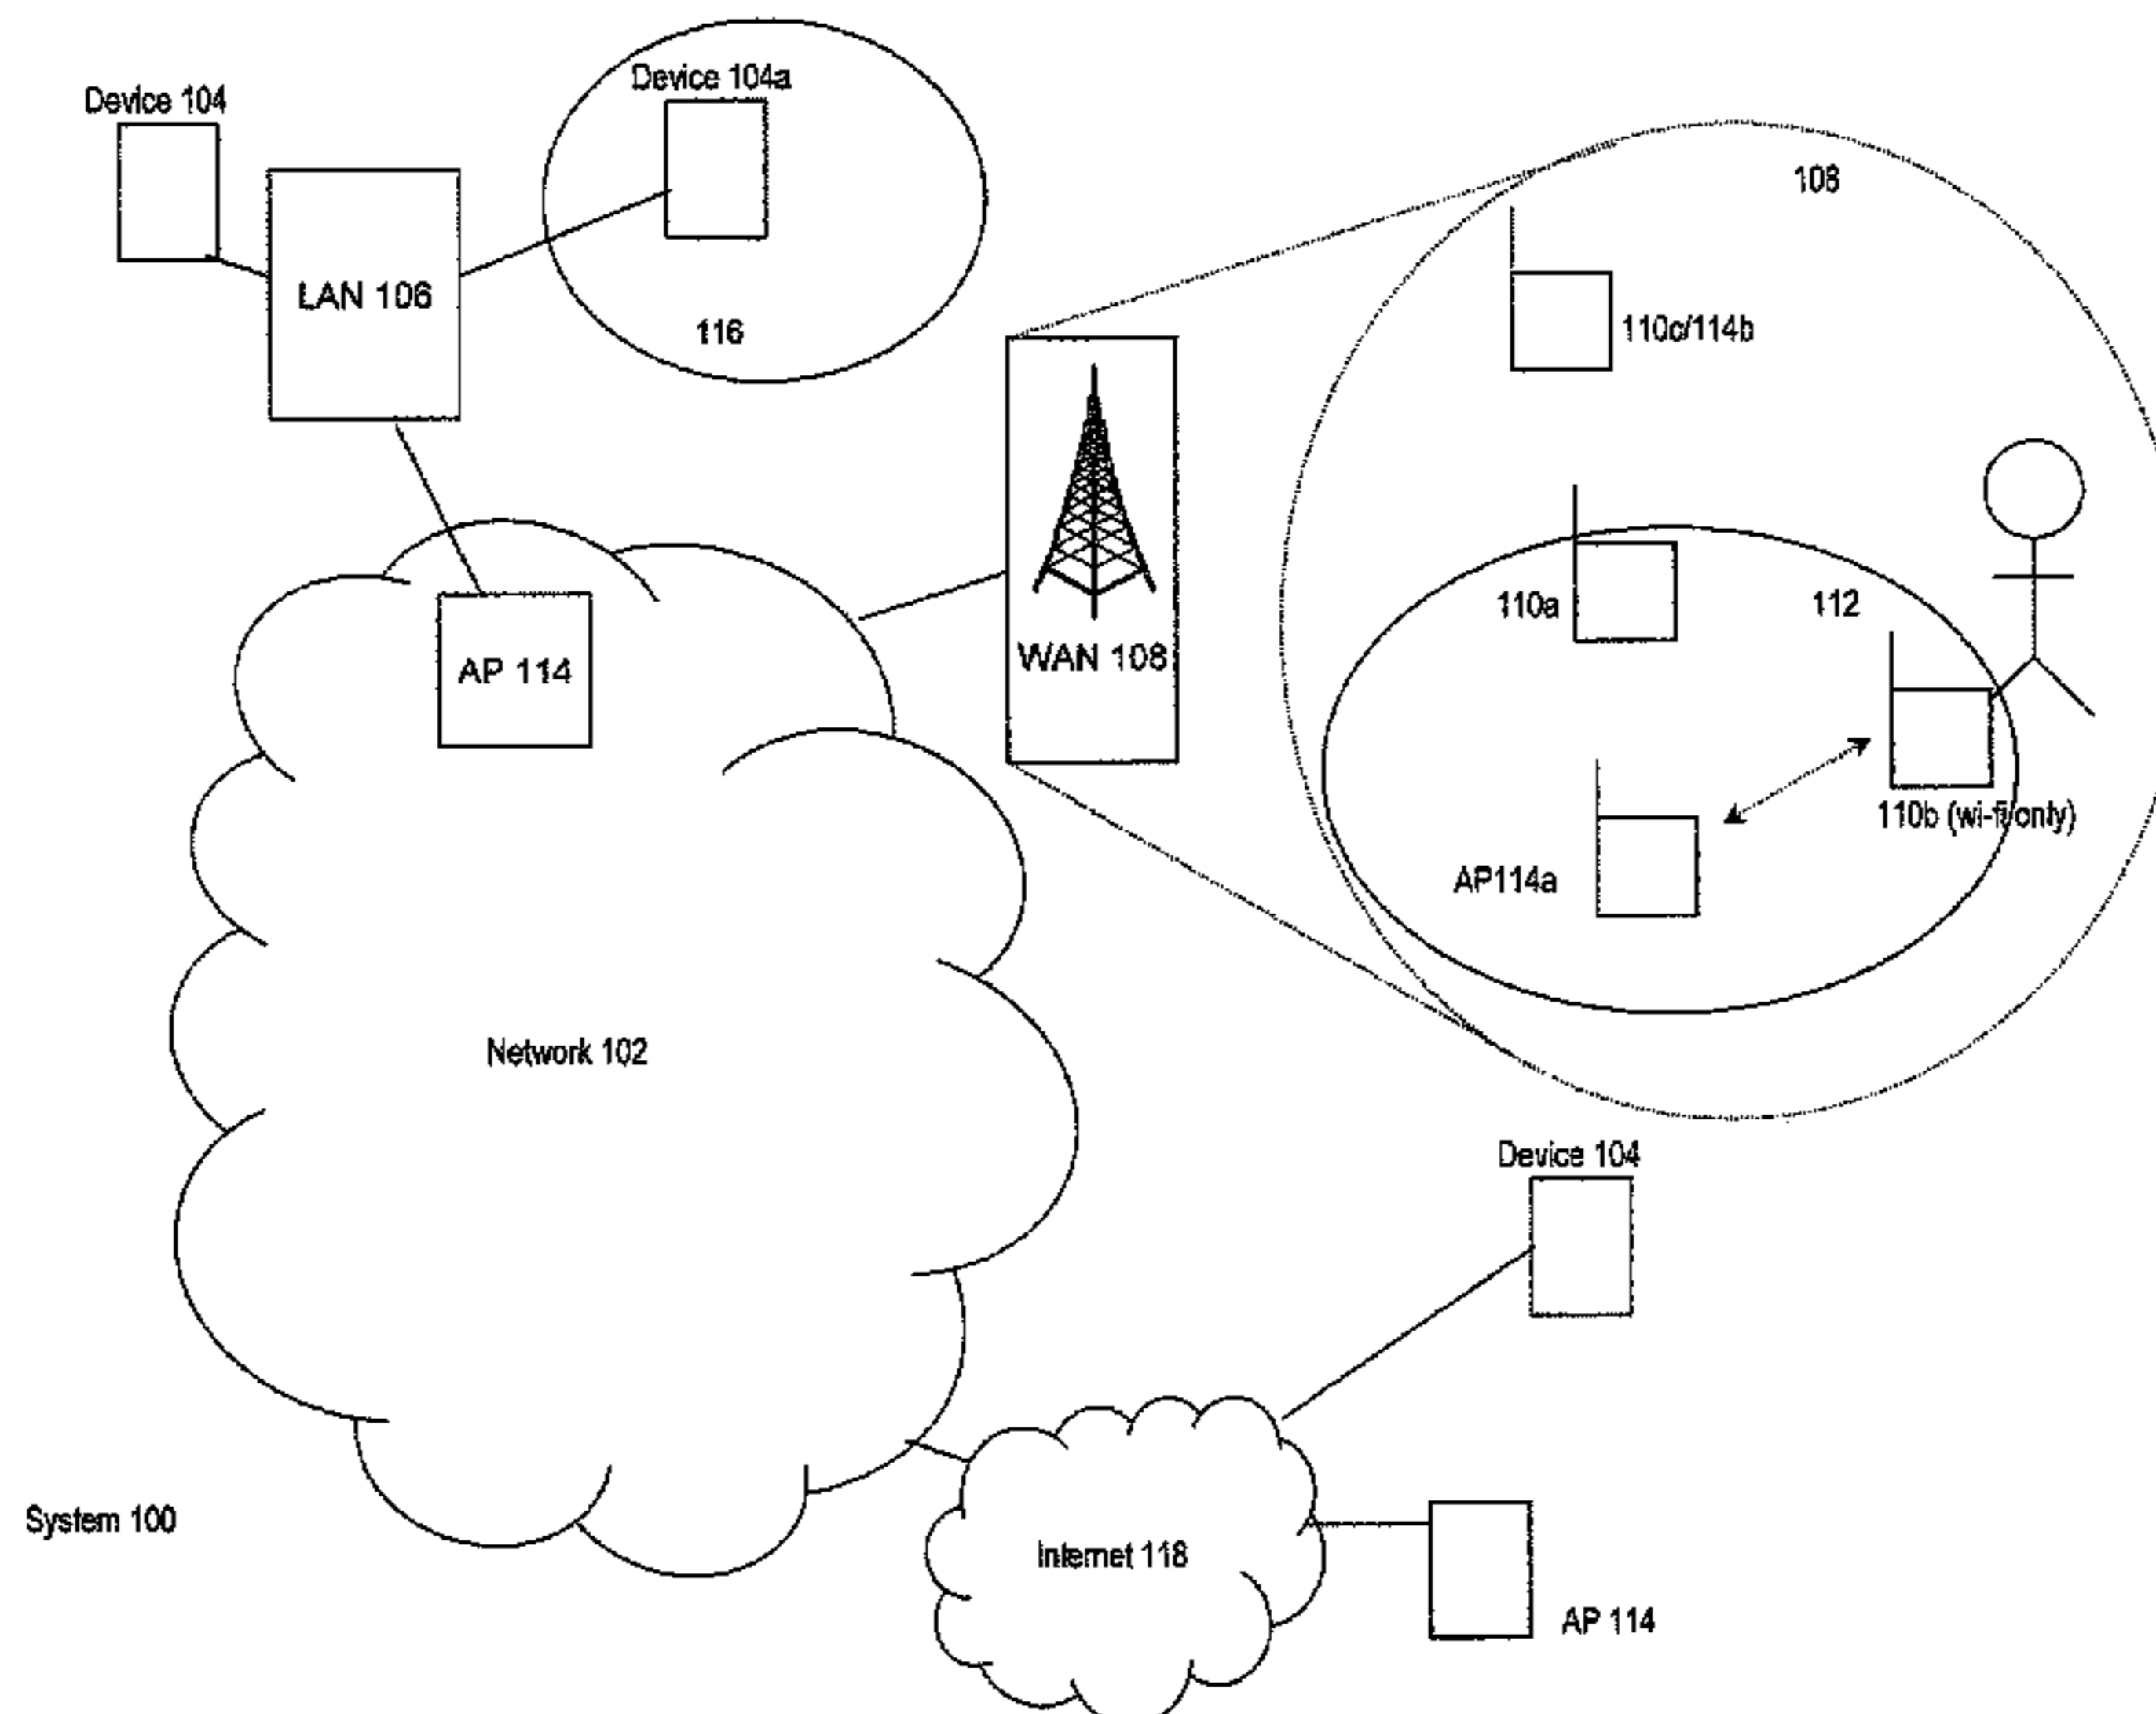 Device 104
Device 104a
LAN 106
116
108
110c/114b
110a
112
WAN 108
AP 114
110b (wi-fi only)
AP114a
Network 102
Device 104
System 100
Internet 118
AP 114